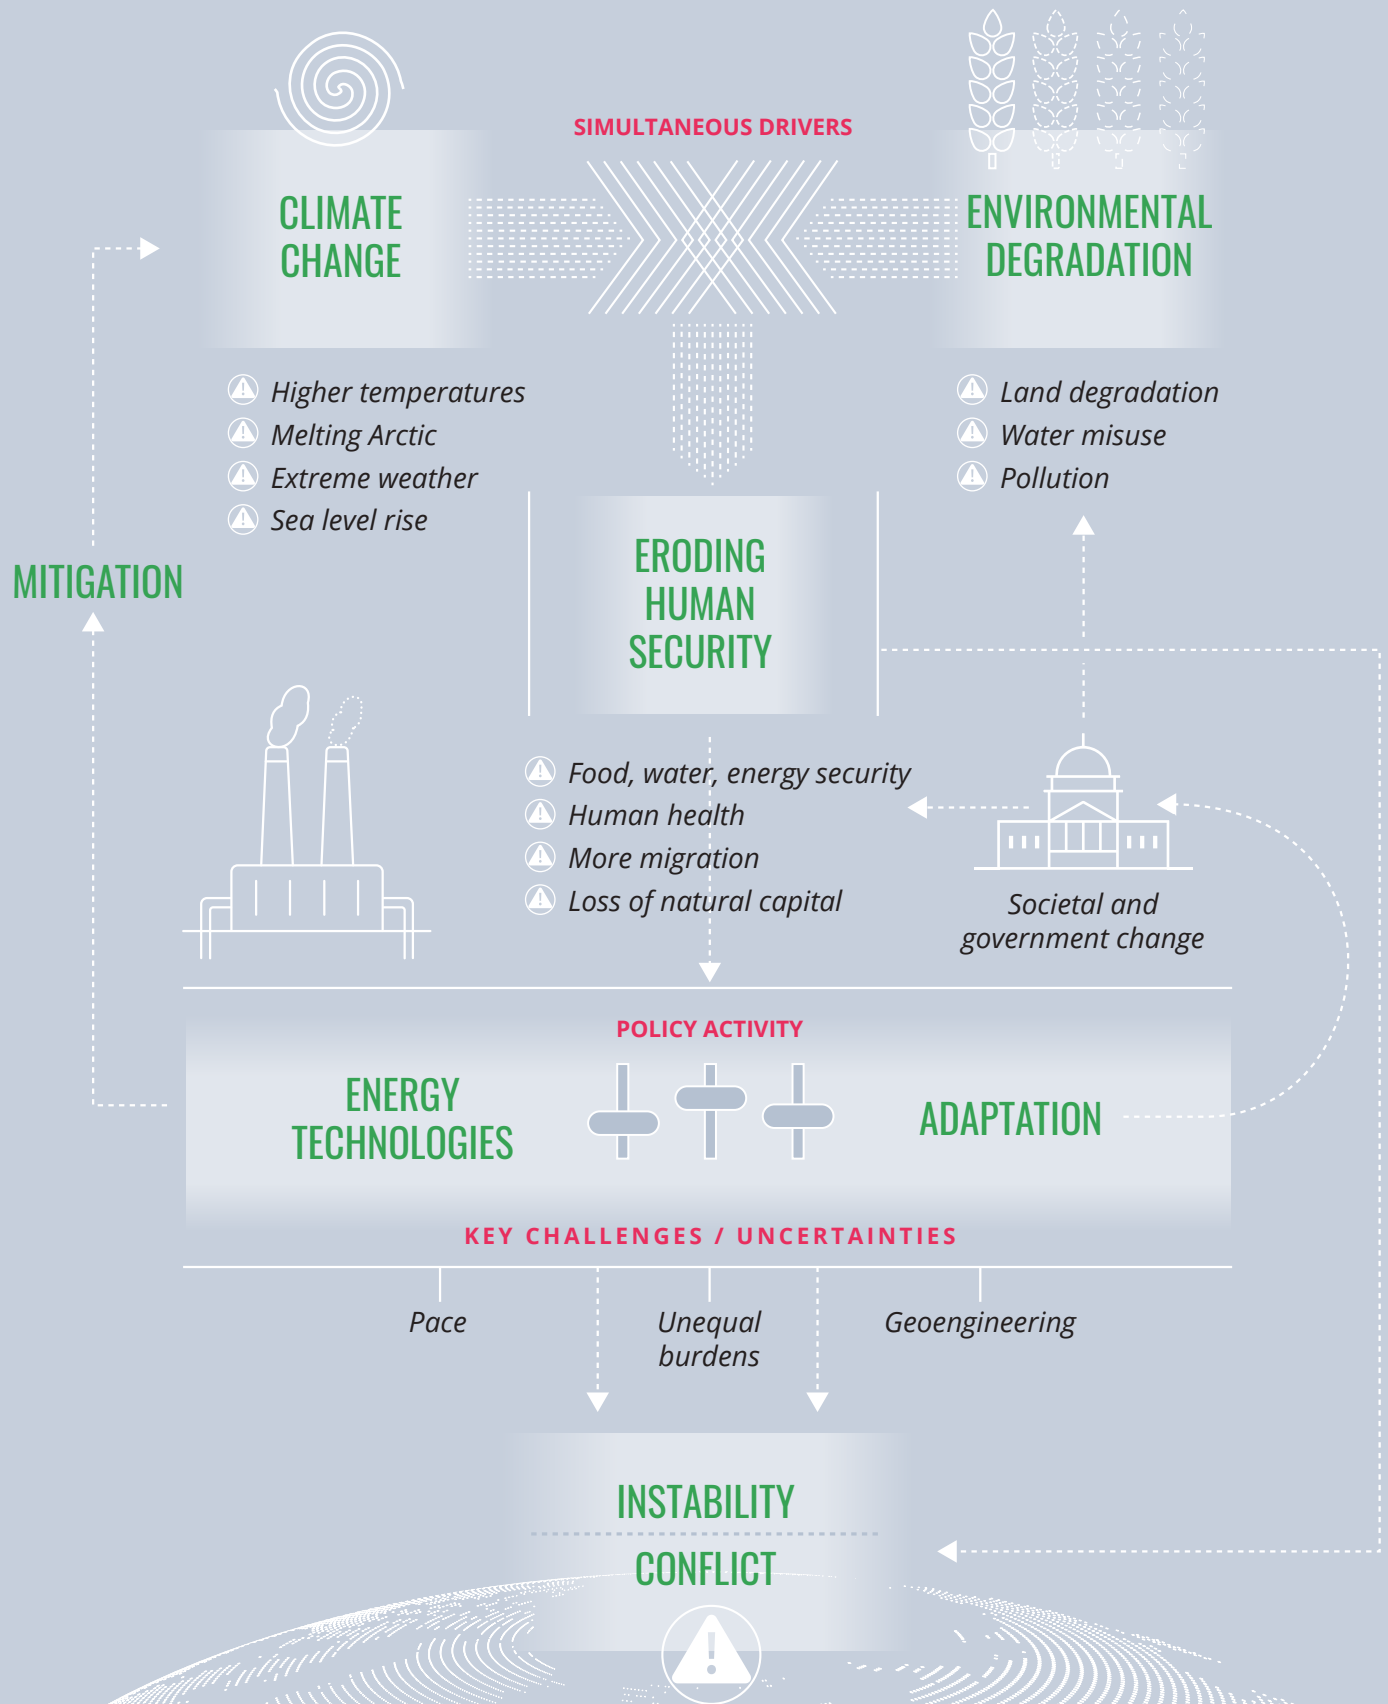 SIMULTANEOUS DRIVERS
CLIMATE
CHANGE
ENVIRONMENTAL
DEGRADATION
Higher temperatures
Melting Arctic
Extreme weather
Sea level rise
Land degradation
Water misuse
Pollution
MITIGATION
ERODING
HUMAN
SECURITY
Food, water, energy security
Human health
More migration
Loss of natural capital
Societal and
government change
POLICY ACTIVITY
ENERGY
TECHNOLOGIES
ADAPTATION
KEY CHALLENGES / UNCERTAINTIES
Pace
Unequal
burdens
Geoengineering
INSTABILITY
CONFLICT